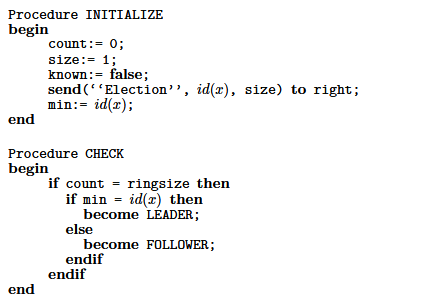 Procedure INITIALIZE
begin
count:= 0;
size:= 1;
known:= false;
send(‘‘Election’’, id(x), size) to right;
min:= id(x);
end
Procedure CHECK
begin
if count = ringsize then
if min = id(x) then
become LEADER;
else
become FOLLOWER;
endif
endif
end